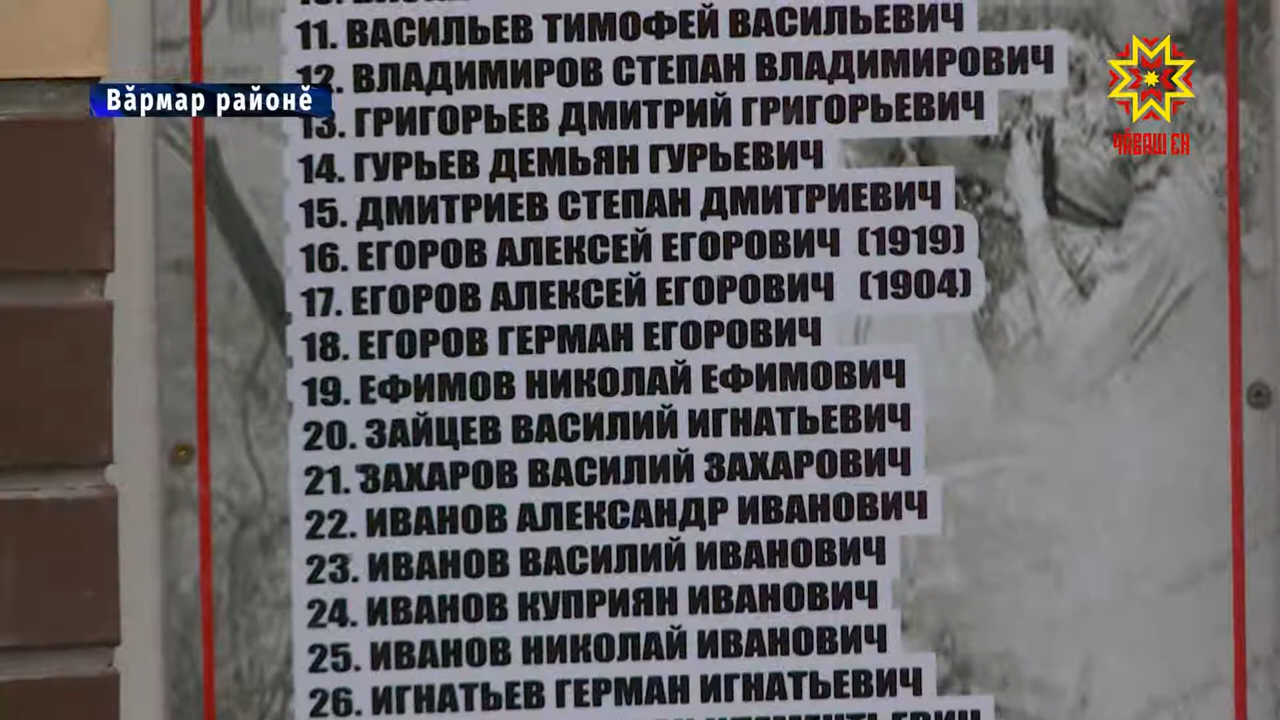 11. ВАСИЛЬЕВ ТИМОФЕЙ ВАСИЛЬЕВИЧ
12. ВЛАДИМИРОВ СТЕПАН ВЛАДИМИРОВИЧ
Вӑрмар районӗ
13. ГРИГОРЬЕВ ДМИТРИЙ ГРИГОРЬЕВИЧ
ЧӐВАШ ЕН
14. ГУРЬЕВ ДЕМЬЯН ГУРЬЕВИЧ
15. ДМИТРИЕВ СТЕПАН ДМИТРИЕВИЧ
16. ЕГОРОВ АЛЕКСЕЙ ЕГОРОВИЧ (1919)
17. ЕГОРОВ АЛЕКСЕЙ ЕГОРОВИЧ (1904)
18. ЕГОРОВ ГЕРМАН ЕГОРОВИЧ
19. ЕФИМОВ НИКОЛАЙ ЕФИМОВИЧ
20. ЗАЙЦЕВ ВАСИЛИЙ ИГНАТЬЕВИЧ
21. ЗАХАРОВ ВАСИЛИЙ ЗАХАРОВИЧ
22. ИВАНОВ АЛЕКСАНДР ИВАНОВИЧ
23. ИВАНОВ ВАСИЛИЙ ИВАНОВИЧ
24. ИВАНОВ КУПРИЯН ИВАНОВИЧ
25. ИВАНОВ НИКОЛАЙ ИВАНОВИЧ
26. ИГНАТЬЕВ ГЕРМАН ИГНАТЬЕВИЧ